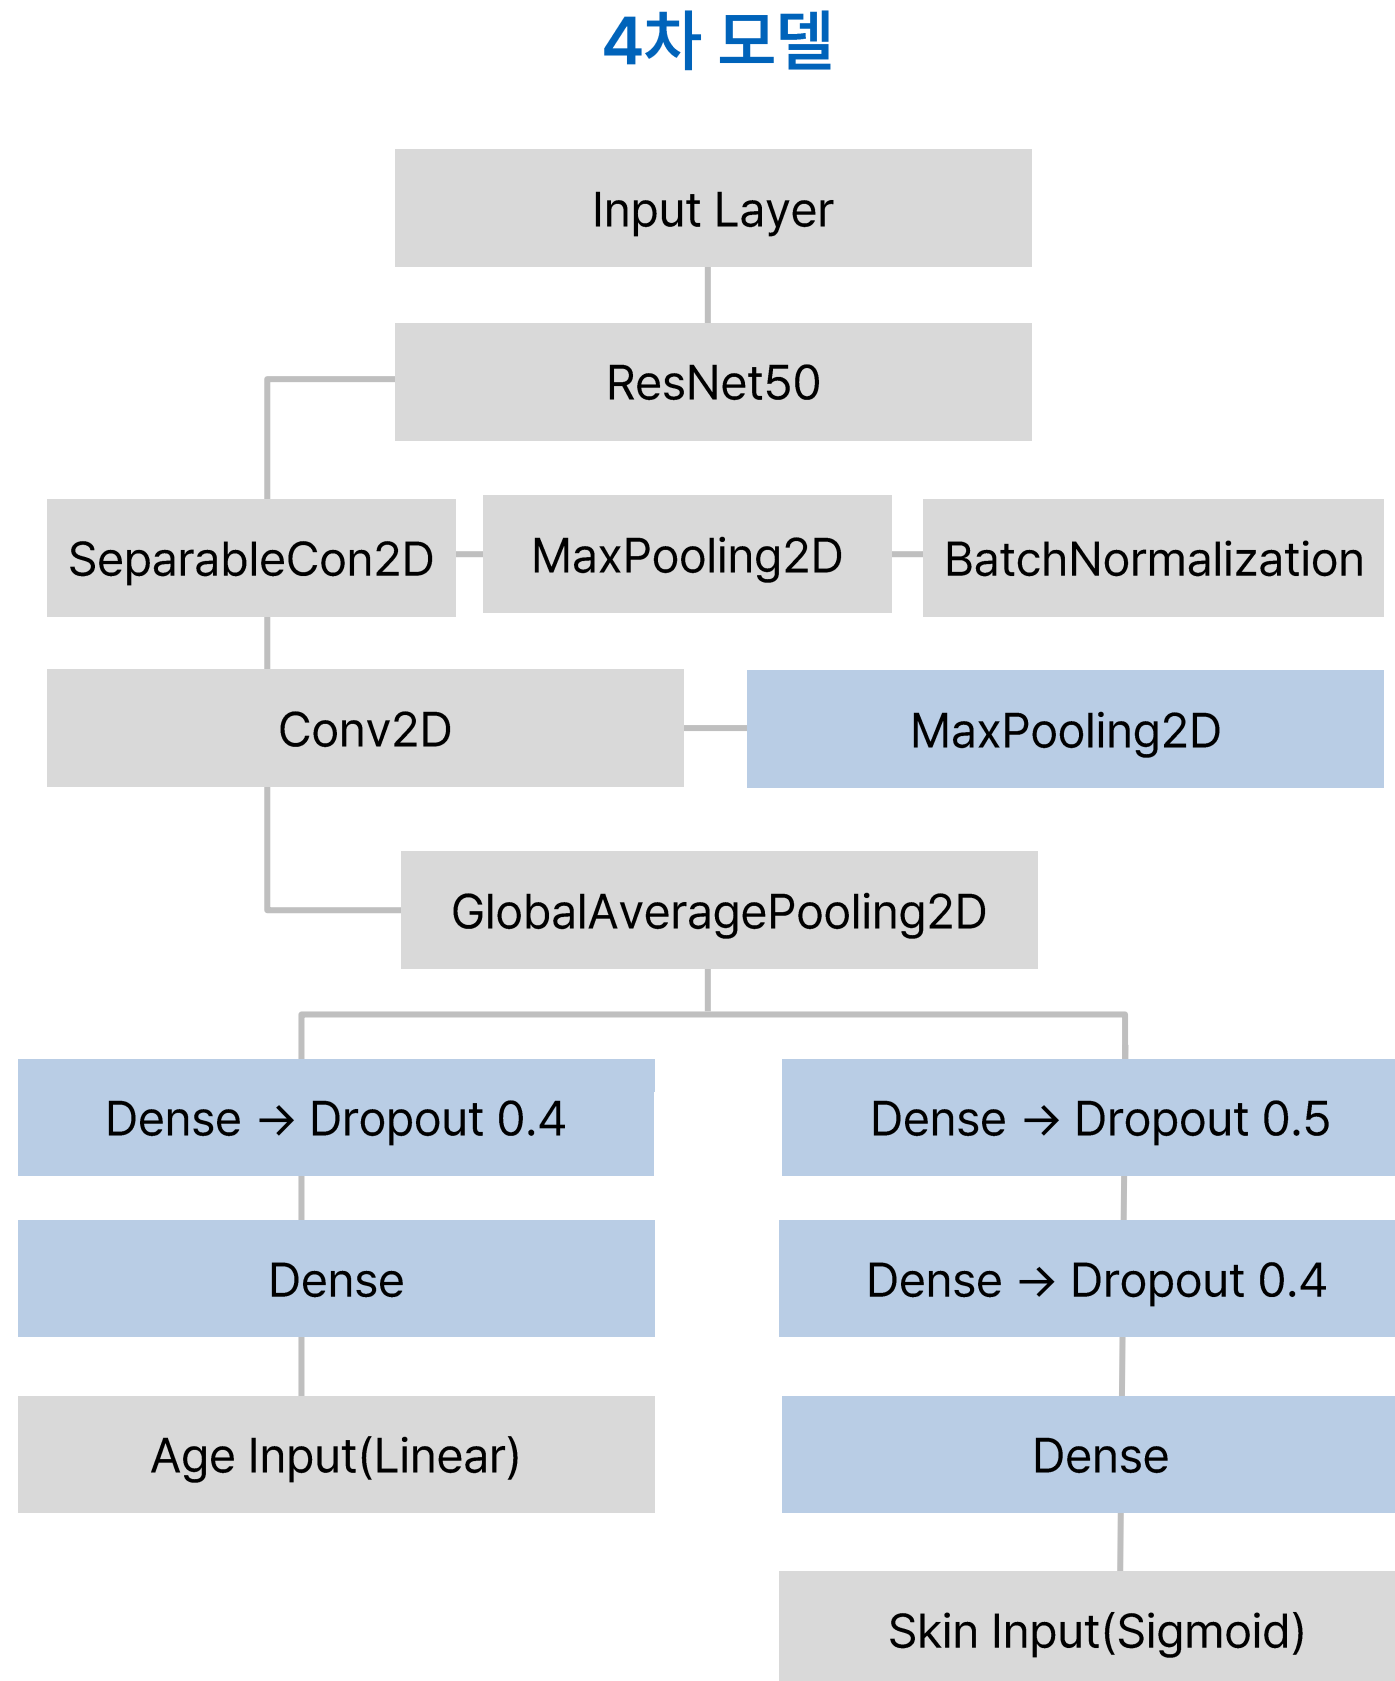 4차 모델
Input Layer
ResNet50
SeparableCon2D
MaxPooling2D
BatchNormalization
Conv2D
MaxPooling2D
GlobalAveragePooling2D
Dense → Dropout 0.4
Dense → Dropout 0.5
Dense
Dense → Dropout 0.4
Age Input(Linear)
Dense
Skin Input(Sigmoid)